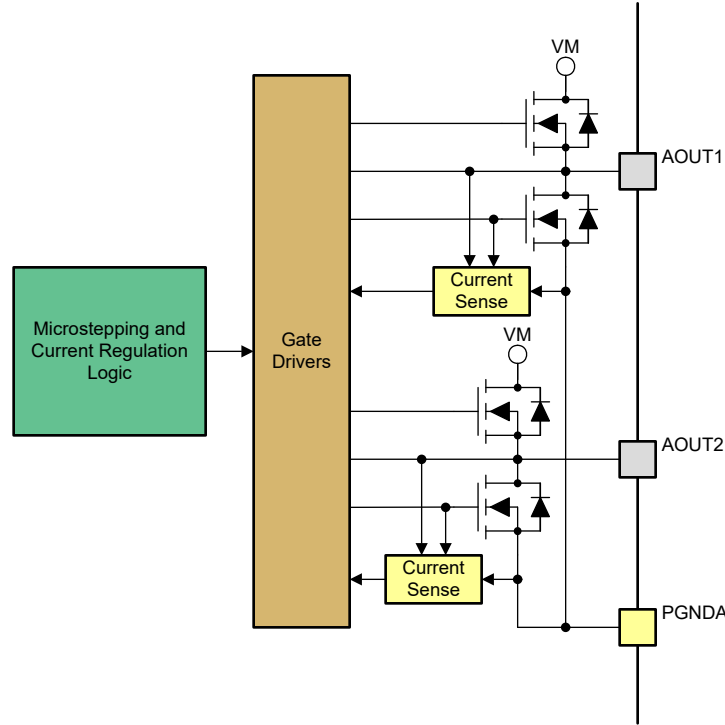 VM
AOUT1
Current
Sense
Microstepping and
Current Regulation
Logic
Gate
Drivers
VM
AOUT2
Current
Sense
PGNDA